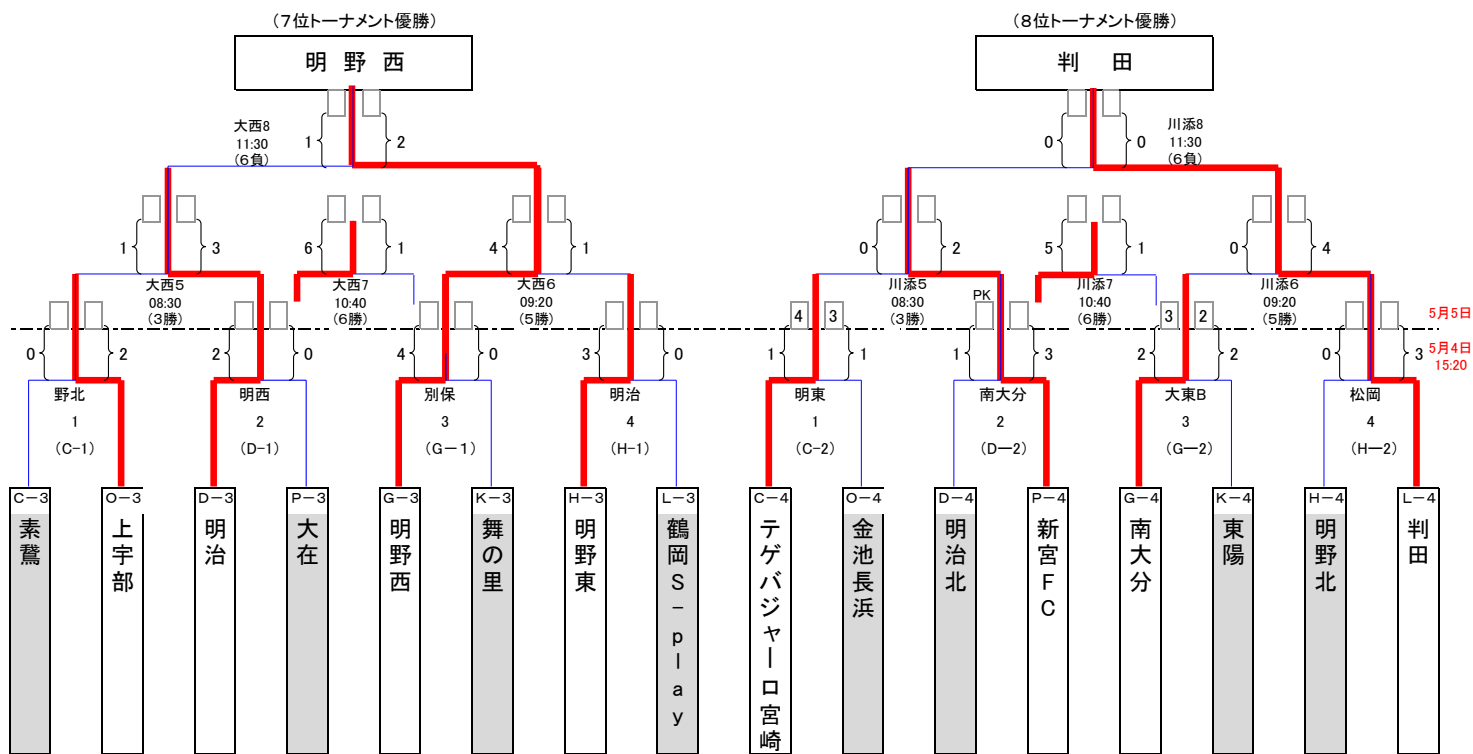 (７位トーナメント優勝)
(８位トーナメント優勝)
明 野 西
判 田
大西8
11:30
(６負)
1
2
川添8
11:30
(６負)
0
0
1
3
6
1
4
1
0
2
5
1
0
4
大西5
08:30
(３勝)
大西7
10:40
(６勝)
大西6
09:20
(５勝)
川添5
08:30
(３勝)
川添7
10:40
(６勝)
川添6
09:20
(５勝)
PK
4
3
3
2
5月5日
5月4日
15:20
0
2
2
0
4
0
3
0
1
1
1
3
2
2
0
3
野北
1
(C-1)
明西
2
(D-1)
別保
3
(G－1)
明治
4
(H-1)
明東
1
(C-2)
南大分
2
(D－2)
大東B
3
(G－2)
松岡
4
(H－2)
C－3
O－3
D－3
P－3
G－3
K－3
H－3
L－3
C－4
O－4
D－4
P－4
G－4
K－4
H－4
L－4
素鵞
上宇部
明治
大在
明野西
舞の里
明野東
鶴岡S-play
テゲバジャーロ宮崎
金池長浜
明治北
新宮FC
南大分
東陽
明野北
判田